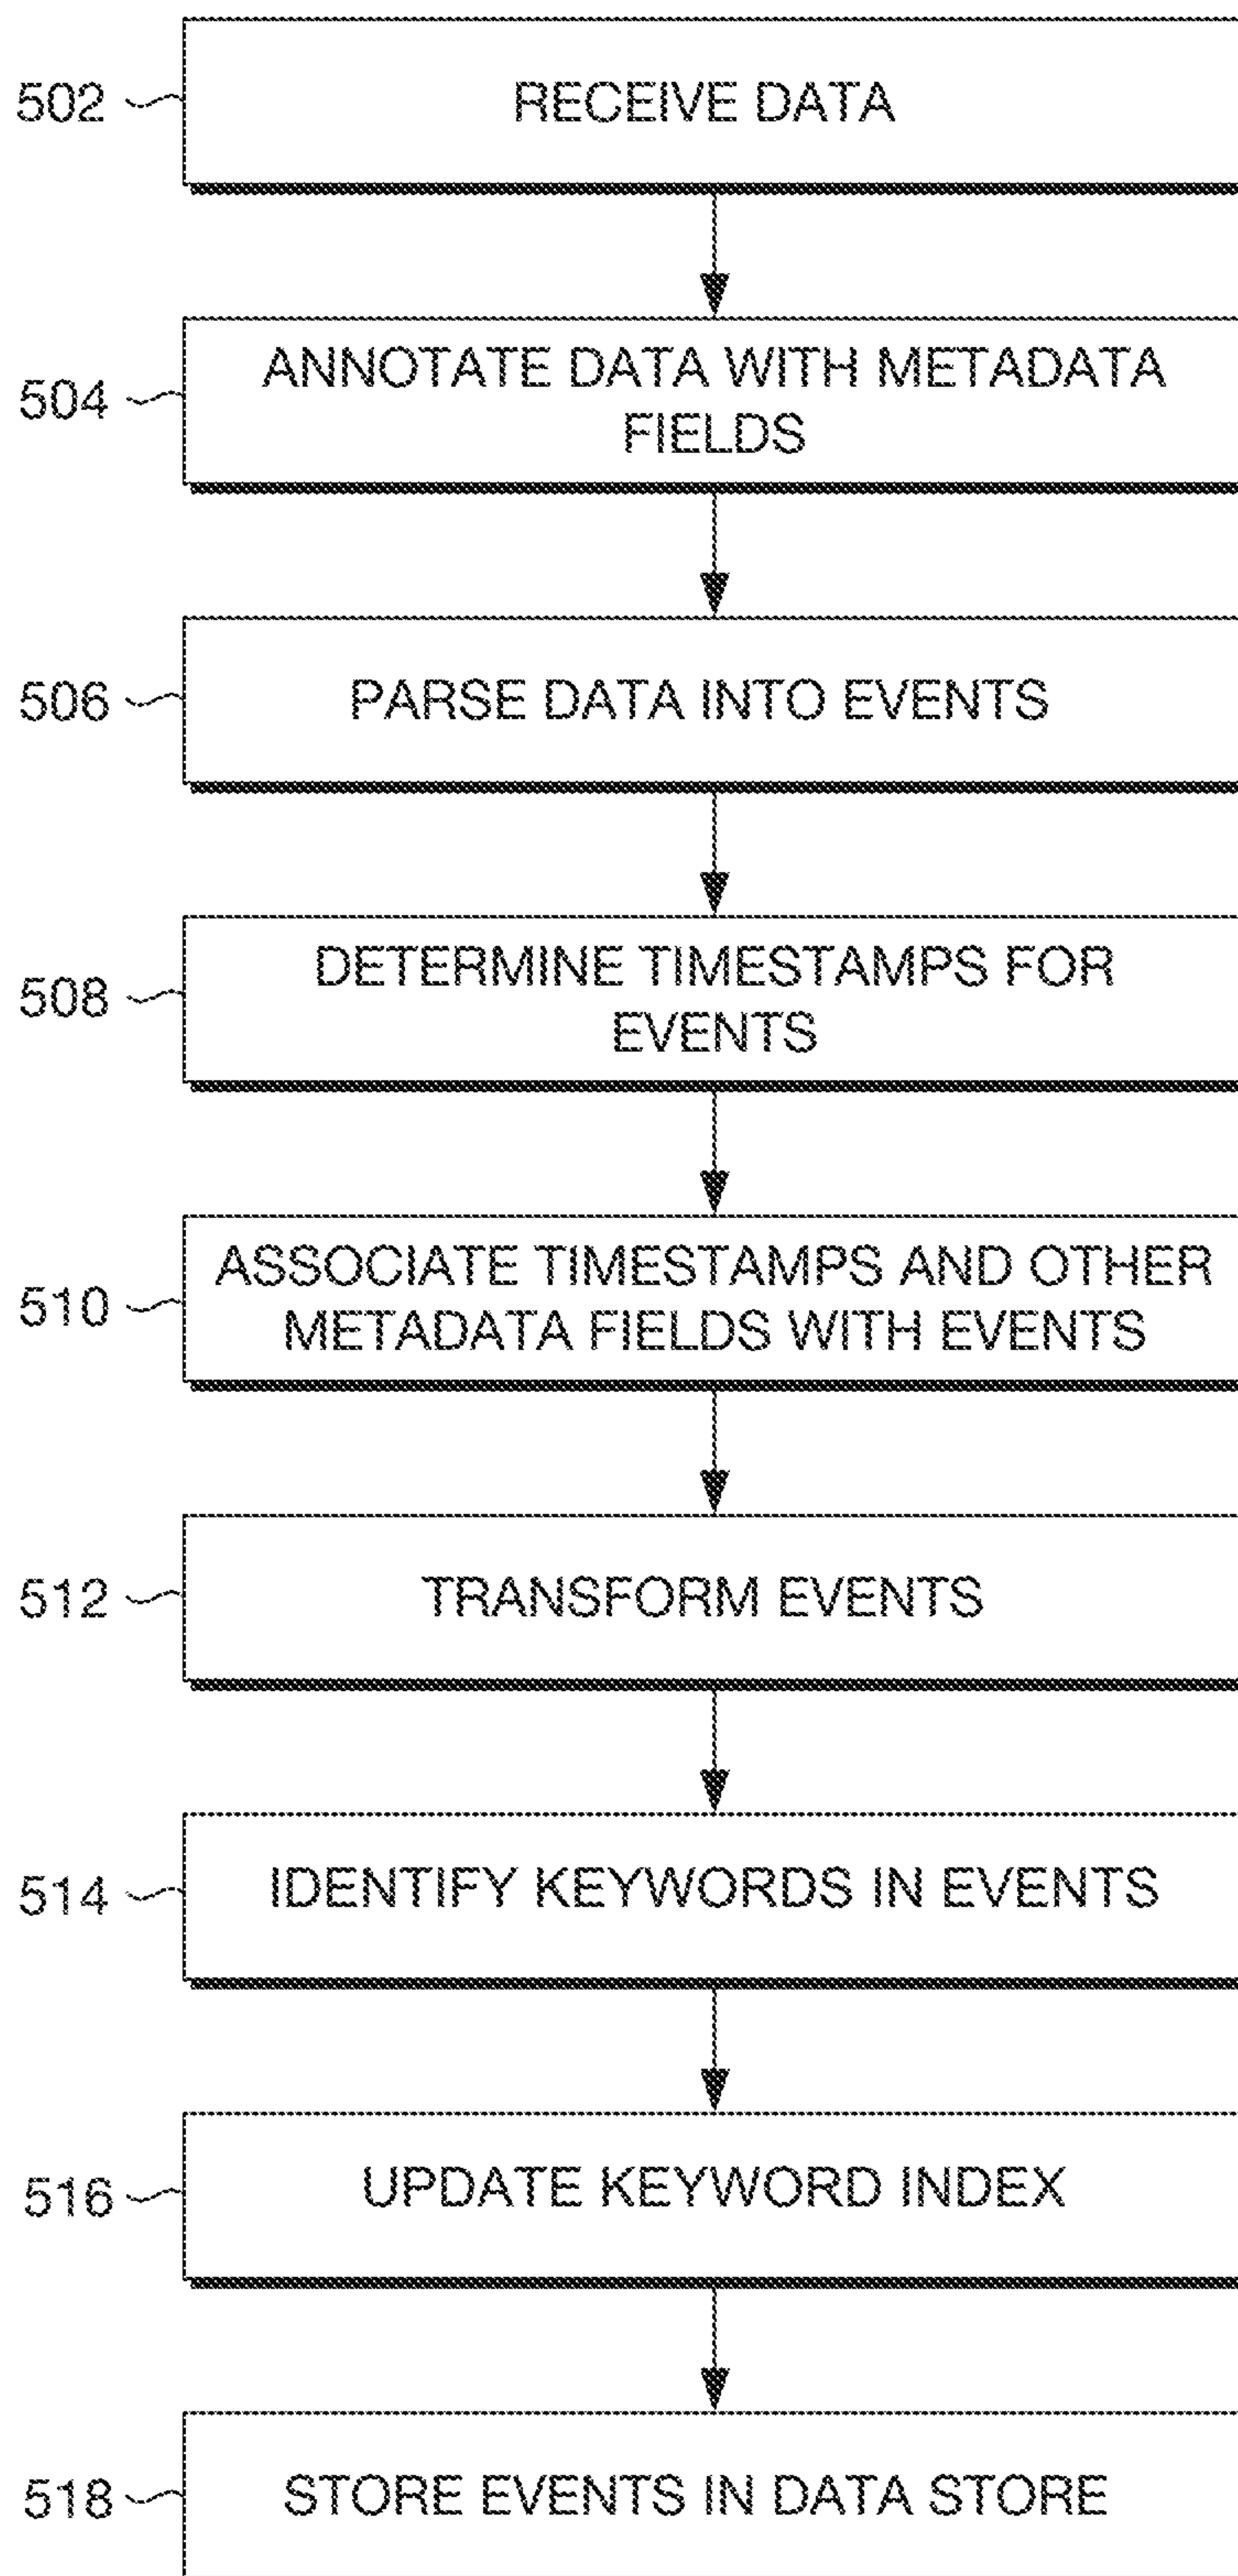 502 RECEIVE DATA
504 ANNOTATE DATA WITH METADATA
FIELDS
506 PARSE DATA INTO EVENTS
508 DETERMINE TIMESTAMPS FOR
EVENTS
510 ASSOCIATE TIMESTAMPS AND OTHER
METADATA FIELDS WITH EVENTS
512 TRANSFORM EVENTS
514 IDENTIFY KEYWORDS IN EVENTS
516 UPDATE KEYWORD INDEX
518 STORE EVENTS IN DATA STORE